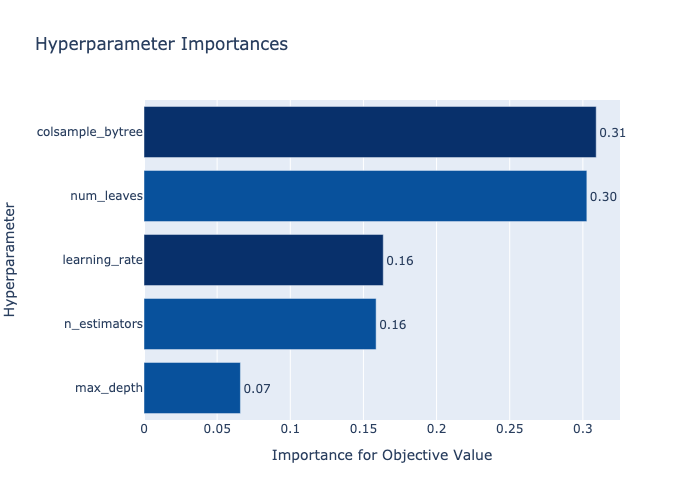 Hyperparameter Importances
Hyperparameter
colsample_bytree 0.31
num_leaves 0.30
learning_rate 0.16
n_estimators 0.16
max_depth 0.07
0 0.05 0.1 0.15 0.2 0.25 0.3
Importance for Objective Value